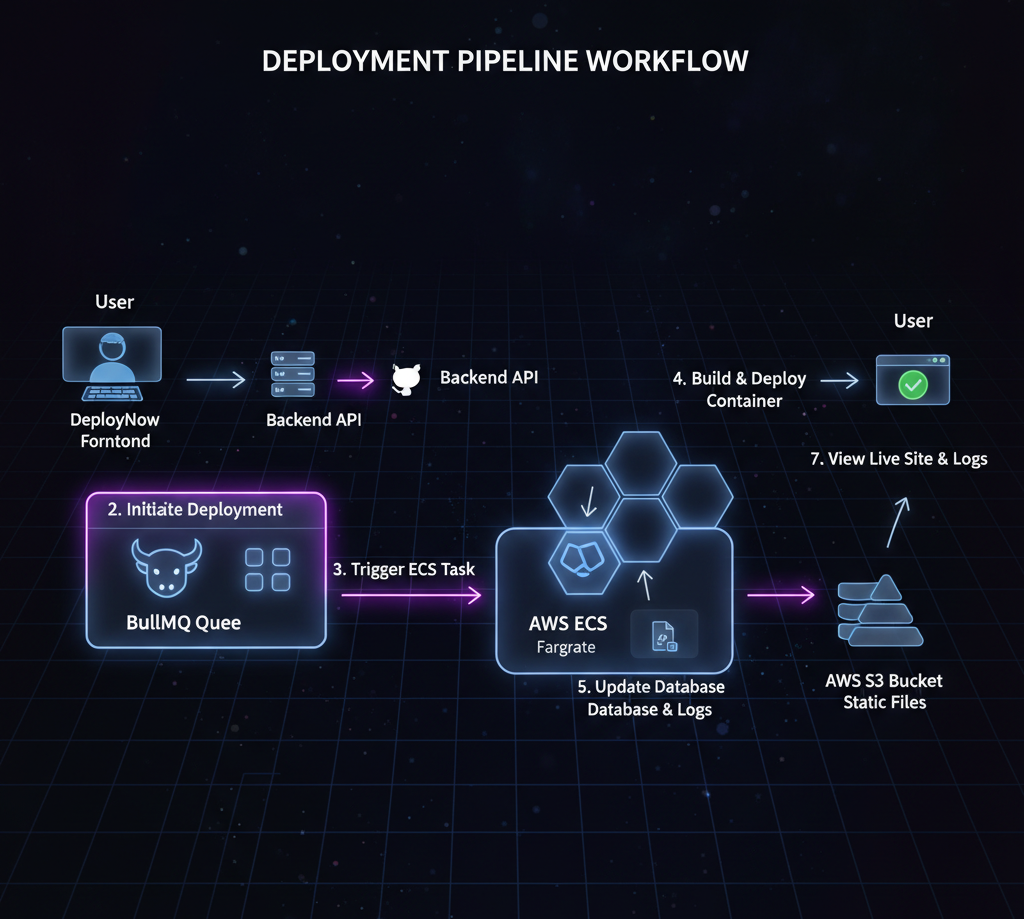 DEPLOYMENT PIPELINE WORKFLOW
User
DeployNow
Forntond
Backend API
Backend API
4. Build & Deploy
Container
User
7. View Live Site & Logs
2. Initiaite Deployment
BullMQ Quee
3. Trigger ECS Task
AWS ECS
Fargrate
5. Update Database
Database & Logs
AWS S3 Bucket
Static Files